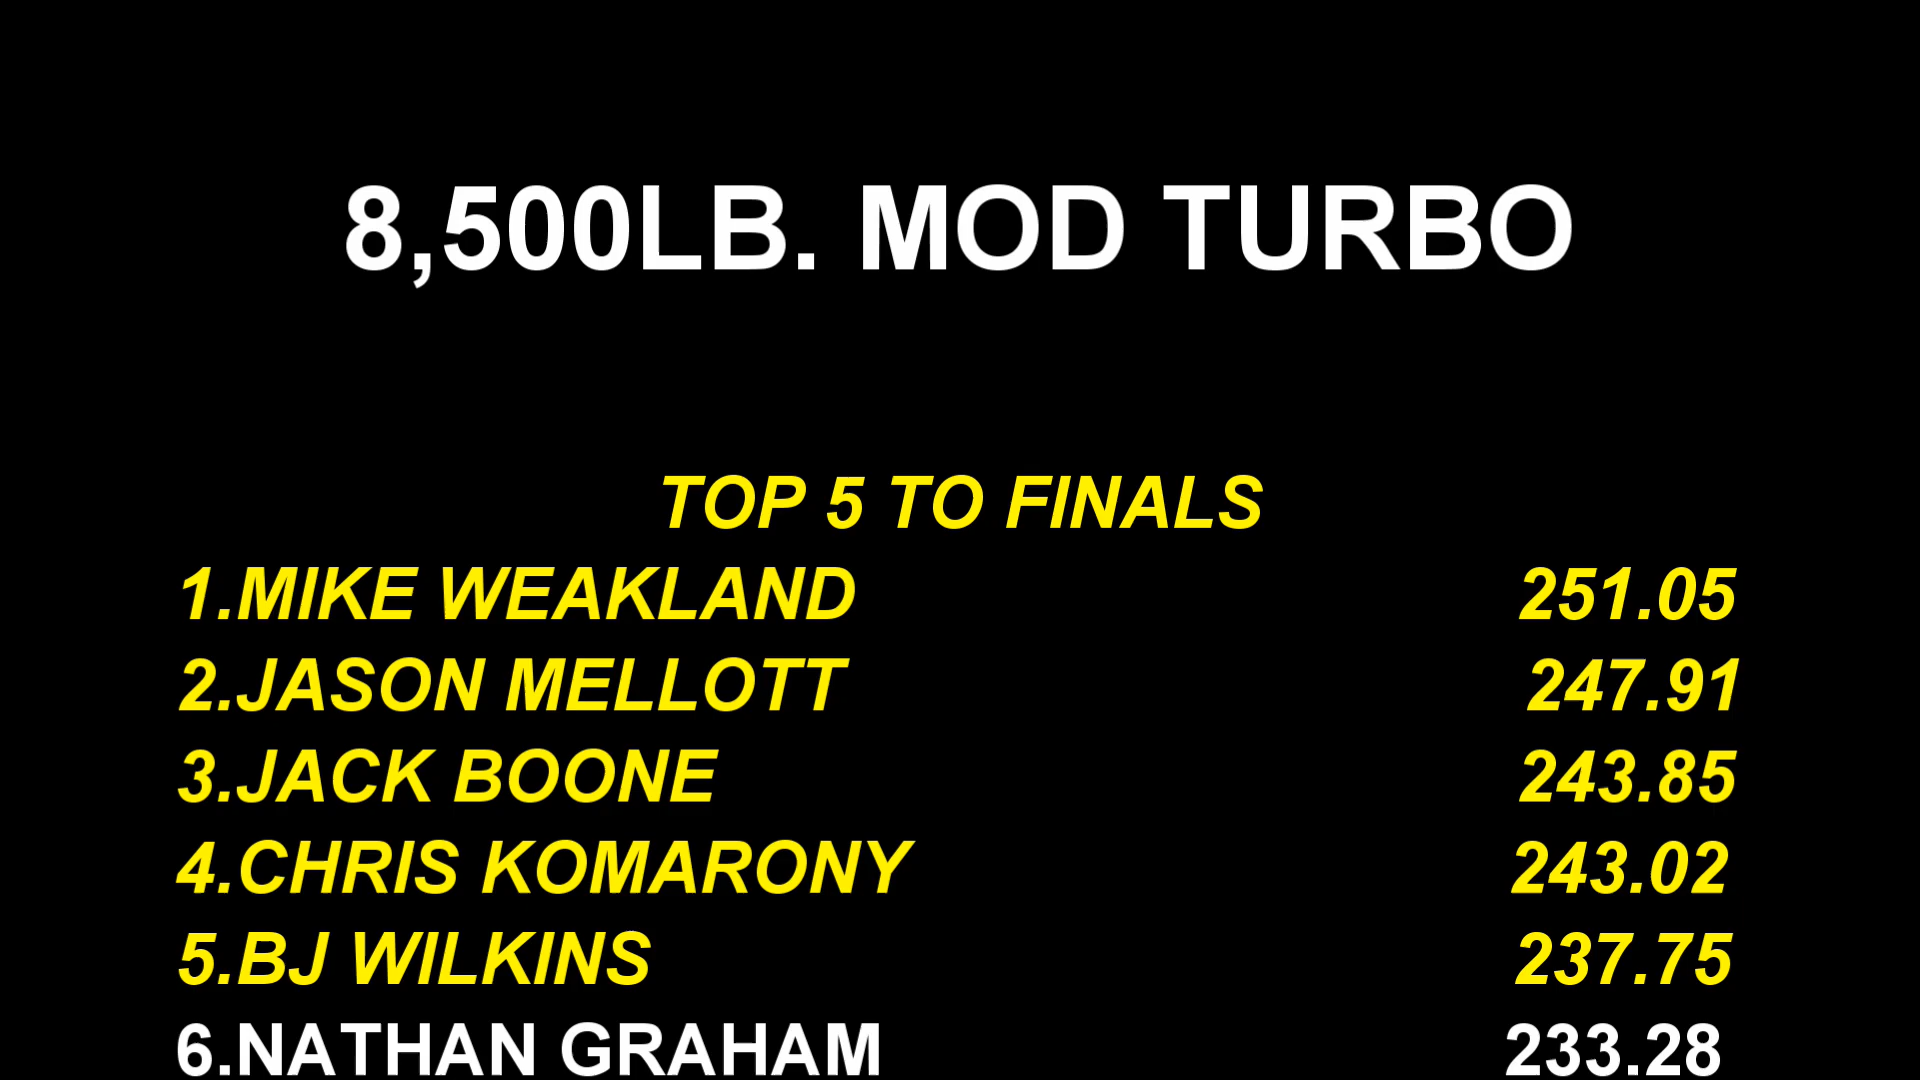 8,500LB. MOD TURBO
TOP 5 TO FINALS
1.MIKE WEAKLAND 251.05
2.JASON MELLOTT 247.91
3.JACK BOONE 243.85
4.CHRIS KOMARONY 243.02
5.BJ WILKINS 237.75
6.NATHAN GRAHAM 233.28